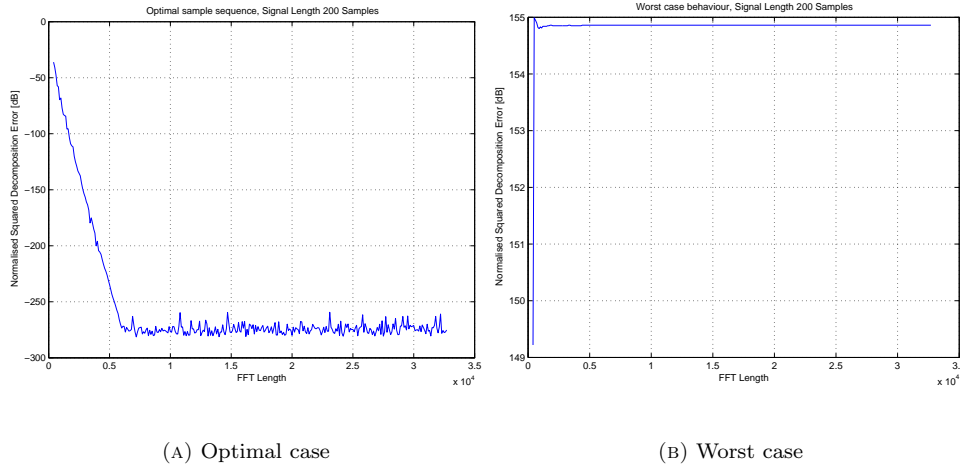 Optimal sample sequence, Signal Length 200 Samples
0
−50
−100
−150
−200
−250
−300
Normalised Squared Decomposition Error [dB]
0 0.5 1 1.5 2 2.5 3 3.5
x 10^4
FFT Length
(A) Optimal case
Worst case behaviour, Signal Length 200 Samples
155
154
153
152
151
150
149
Normalised Squared Decomposition Error [dB]
0 0.5 1 1.5 2 2.5 3 3.5
x 10^4
FFT Length
(B) Worst case